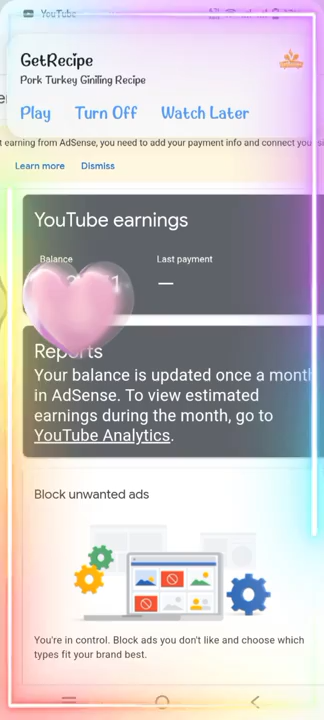 YouTube
GetRecipe
Pork Turkey Giniling Recipe
Play Turn Off Watch Later
t earning from AdSense, you need to add your payment info and connect your
Learn more Dismiss
YouTube earnings
Balance Last payment
—
Reports
Your balance is updated once a month
in AdSense. To view estimated
earnings during the month, go to
YouTube Analytics.
Block unwanted ads
You're in control. Block ads you don't like and choose which
types fit your brand best.